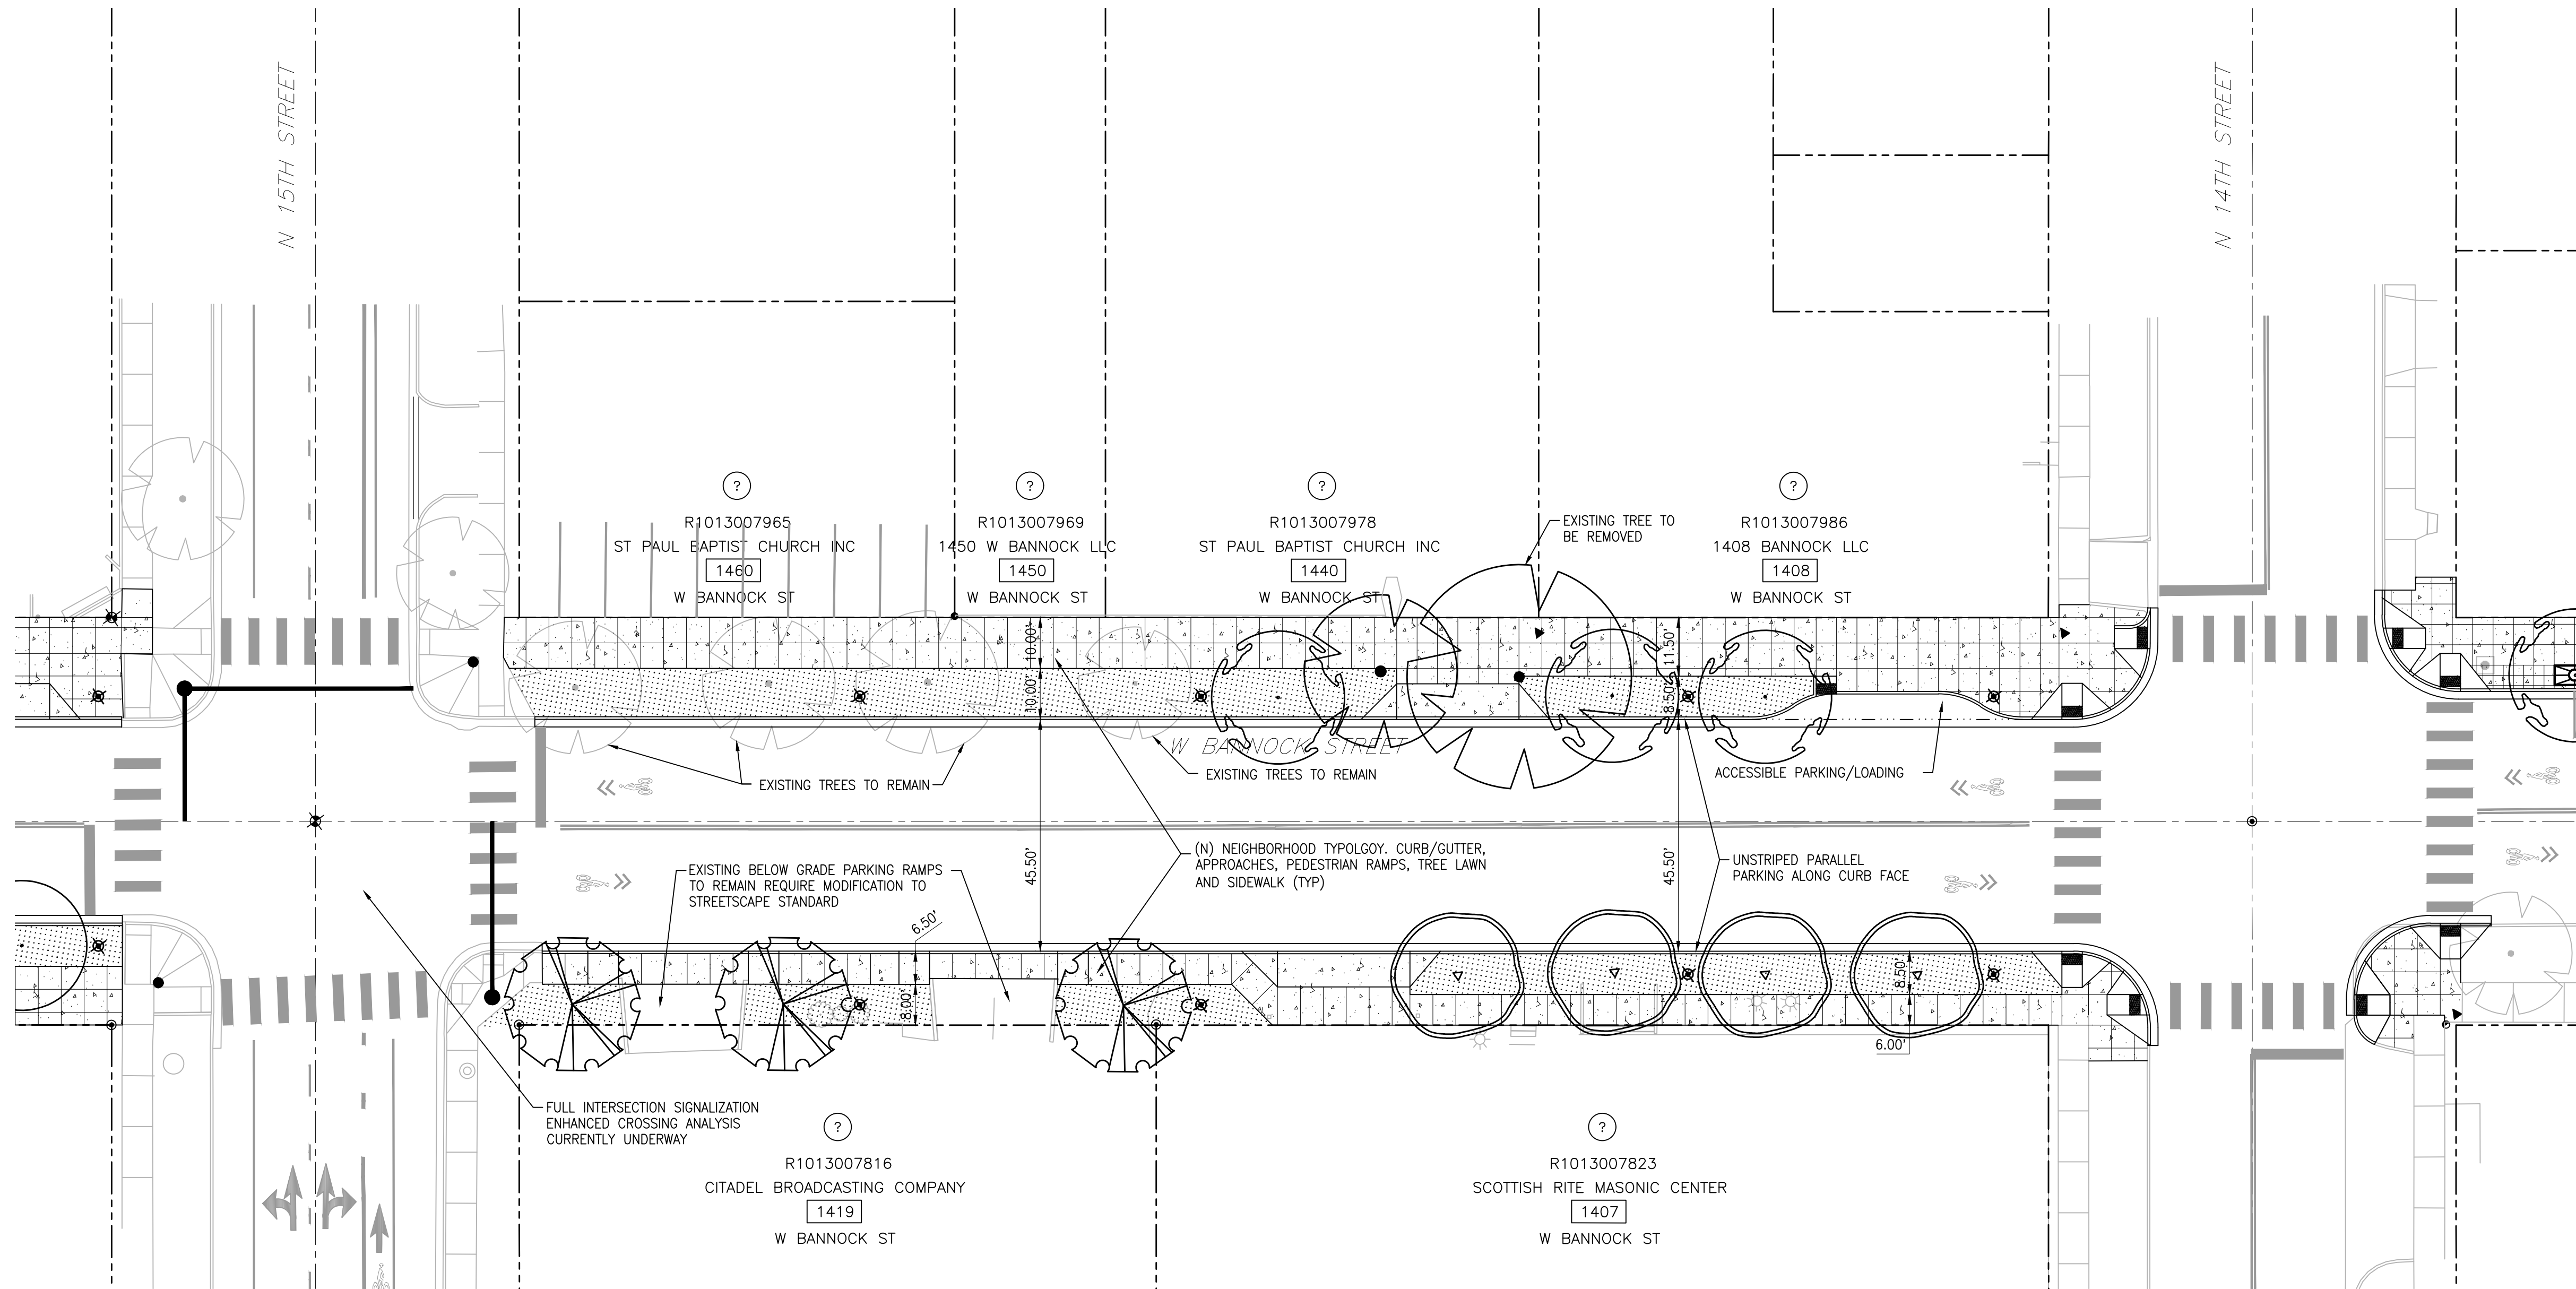 N 15TH STREET
N 14TH STREET
?
R1013007965
ST PAUL BAPTIST CHURCH INC
1460
W BANNOCK ST
?
R1013007969
1450 W BANNOCK LLC
1450
W BANNOCK ST
?
R1013007978
ST PAUL BAPTIST CHURCH INC
1440
W BANNOCK ST
EXISTING TREE TO
BE REMOVED
?
R1013007986
1408 BANNOCK LLC
1408
W BANNOCK ST
10.00'
10.00'
11.50'
8.50'
W BANNOCK STREET
EXISTING TREES TO REMAIN
EXISTING TREES TO REMAIN
ACCESSIBLE PARKING/LOADING
45.50'
45.50'
(N) NEIGHBORHOOD TYPOLGOY. CURB/GUTTER,
APPROACHES, PEDESTRIAN RAMPS, TREE LAWN
AND SIDEWALK (TYP)
UNSTRIPED PARALLEL
PARKING ALONG CURB FACE
EXISTING BELOW GRADE PARKING RAMPS
TO REMAIN REQUIRE MODIFICATION TO
STREETSCAPE STANDARD
6.50'
8.00'
8.50'
6.00'
FULL INTERSECTION SIGNALIZATION
ENHANCED CROSSING ANALYSIS
CURRENTLY UNDERWAY
?
R1013007816
CITADEL BROADCASTING COMPANY
1419
W BANNOCK ST
?
R1013007823
SCOTTISH RITE MASONIC CENTER
1407
W BANNOCK ST